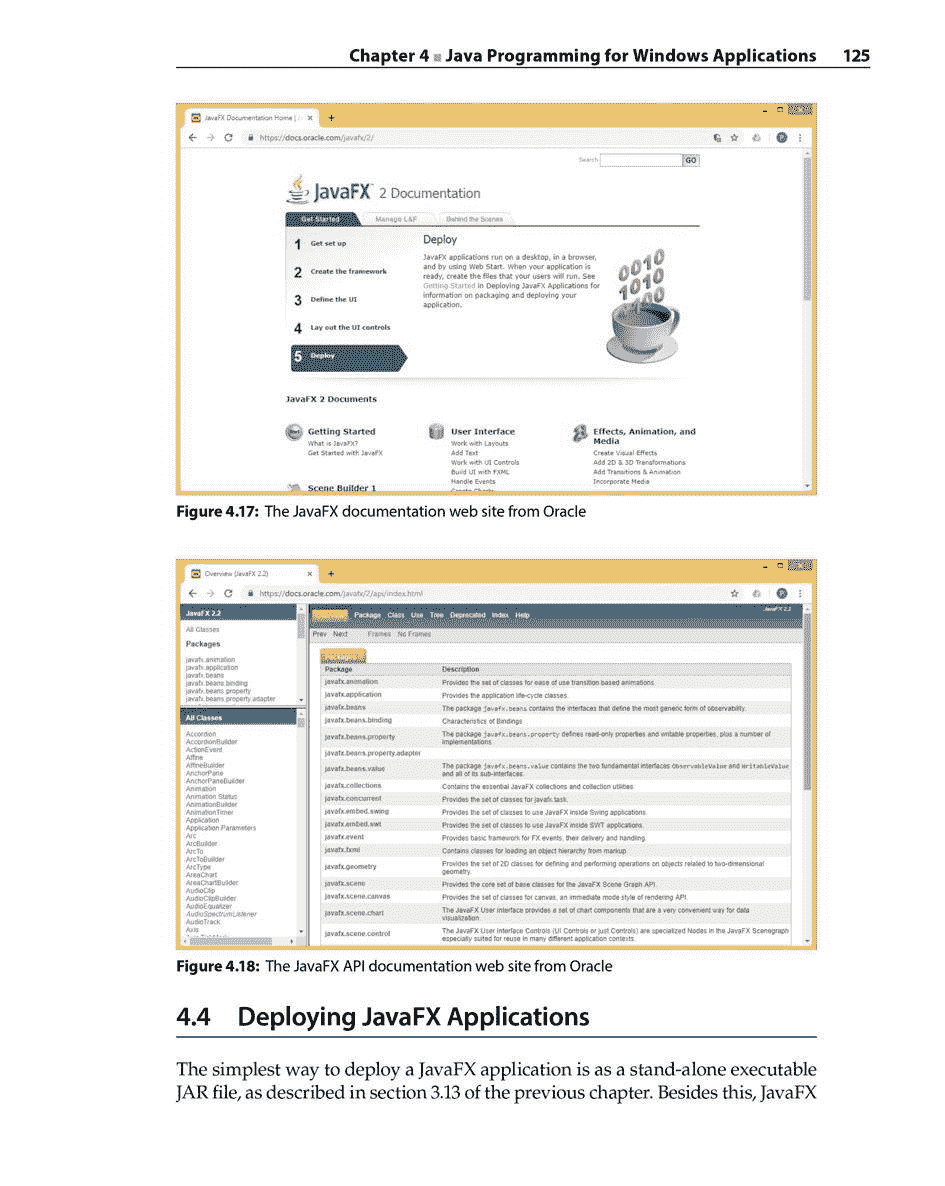 Chapter 4 ■ Java Programming for Windows Applications 125
JavaFX Documentation Home |
https://docs.oracle.com/javafx/2/
Search GO
JavaFX 2 Documentation
Get Started Manage L&F Behind the Scenes
1 Get set up
2 Create the framework
3 Define the UI
4 Lay out the UI controls
5 Deploy
Deploy
JavaFX applications run on a desktop, in a browser,
and by using Web Start. When your application is
ready, create the files that your users will run. See
Getting Started in Deploying JavaFX Applications for
information on packaging and deploying your
application.
JavaFX 2 Documents
Getting Started
What is JavaFX?
Get Started with JavaFX
Scene Builder 1
User Interface
Work with Layouts
Add Text
Work with UI Controls
Build UI with FXML
Handle Events
Create Charts
Effects, Animation, and
Media
Create Visual Effects
Add 2D & 3D Transformations
Add Transitions & Animation
Incorporate Media
Figure 4.17: The JavaFX documentation web site from Oracle
Overview (JavaFX 2.2)
https://docs.oracle.com/javafx/2/api/index.html
JavaFX 2.2
All Classes
Packages
javafx.animation
javafx.application
javafx.beans
javafx.beans.binding
javafx.beans.property
javafx.beans.property.adapter
All Classes
Accordion
AccordionBuilder
ActionEvent
Affine
AffineBuilder
AnchorPane
AnchorPaneBuilder
Animation
Animation.Status
AnimationBuilder
AnimationTimer
Application
Application.Parameters
Arc
ArcBuilder
ArcTo
ArcToBuilder
ArcType
AreaChart
AreaChartBuilder
AudioClip
AudioClipBuilder
AudioEqualizer
AudioSpectrumListener
AudioTrack
Axis
Package Class Use Tree Deprecated Index Help JavaFX 2.2
Prev Next Frames No Frames
Packages
Package Description
javafx.animation Provides the set of classes for ease of use transition based animations.
javafx.application Provides the application life-cycle classes.
javafx.beans The package javafx.beans contains the interfaces that define the most generic form of observability.
javafx.beans.binding Characteristics of Bindings
javafx.beans.property The package javafx.beans.property defines read-only properties and writable properties, plus a number of
implementations.
javafx.beans.property.adapter
javafx.beans.value The package javafx.beans.value contains the two fundamental interfaces ObservableValue and WritableValue
and all of its sub-interfaces.
javafx.collections Contains the essential JavaFX collections and collection utilities
javafx.concurrent Provides the set of classes for javafx.task.
javafx.embed.swing Provides the set of classes to use JavaFX inside Swing applications.
javafx.embed.swt Provides the set of classes to use JavaFX inside SWT applications.
javafx.event Provides basic framework for FX events, their delivery and handling.
javafx.fxml Contains classes for loading an object hierarchy from markup.
javafx.geometry Provides the set of 2D classes for defining and performing operations on objects related to two-dimensional
geometry.
javafx.scene Provides the core set of base classes for the JavaFX Scene Graph API.
javafx.scene.canvas Provides the set of classes for canvas, an immediate mode style of rendering API.
javafx.scene.chart The JavaFX User Interface provides a set of chart components that are a very convenient way for data
visualization.
javafx.scene.control The JavaFX User Interface Controls (UI Controls or just Controls) are specialized Nodes in the JavaFX Scenegraph
especially suited for reuse in many different application contexts.
Figure 4.18: The JavaFX API documentation web site from Oracle
4.4 Deploying JavaFX Applications
The simplest way to deploy a JavaFX application is as a stand-alone executable
JAR file, as described in section 3.13 of the previous chapter. Besides this, JavaFX